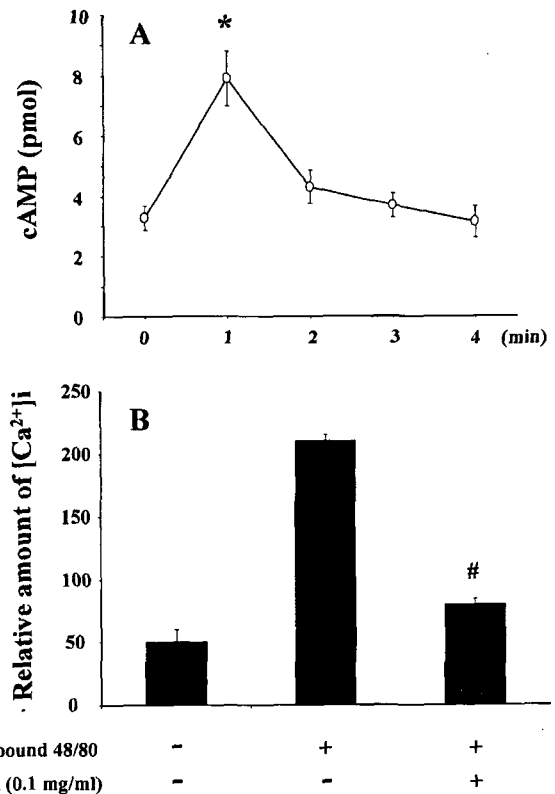 10
A
*
8
6
4
2
0
cAMP (pmol)
0 1 2 3 4 (min)
250
B
200
150
100
50
0
Relative amount of [Ca²⁺]i
#
48/80 - + +
(0.1 mg/ml) - - +